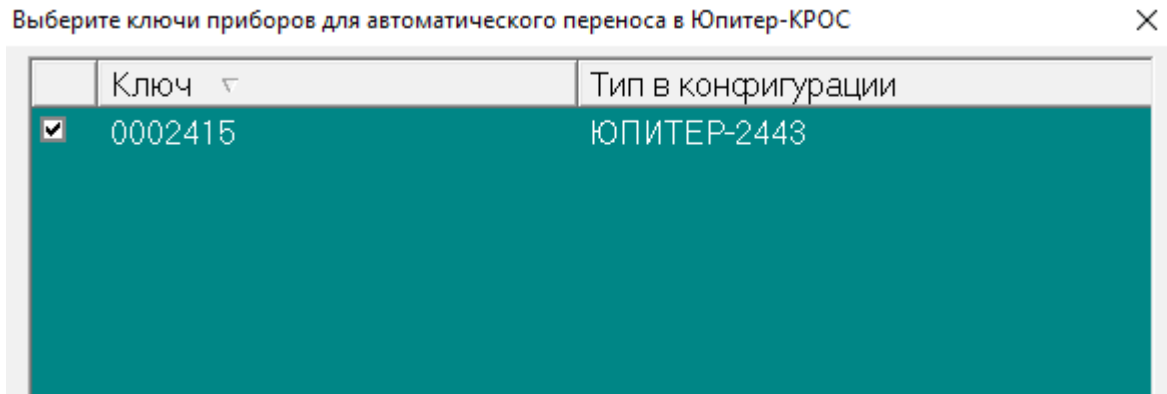 Выберите ключи приборов для автоматического переноса в Юпитер-КРОС
Ключ Тип в конфигурации
0002415 ЮПИТЕР-2443